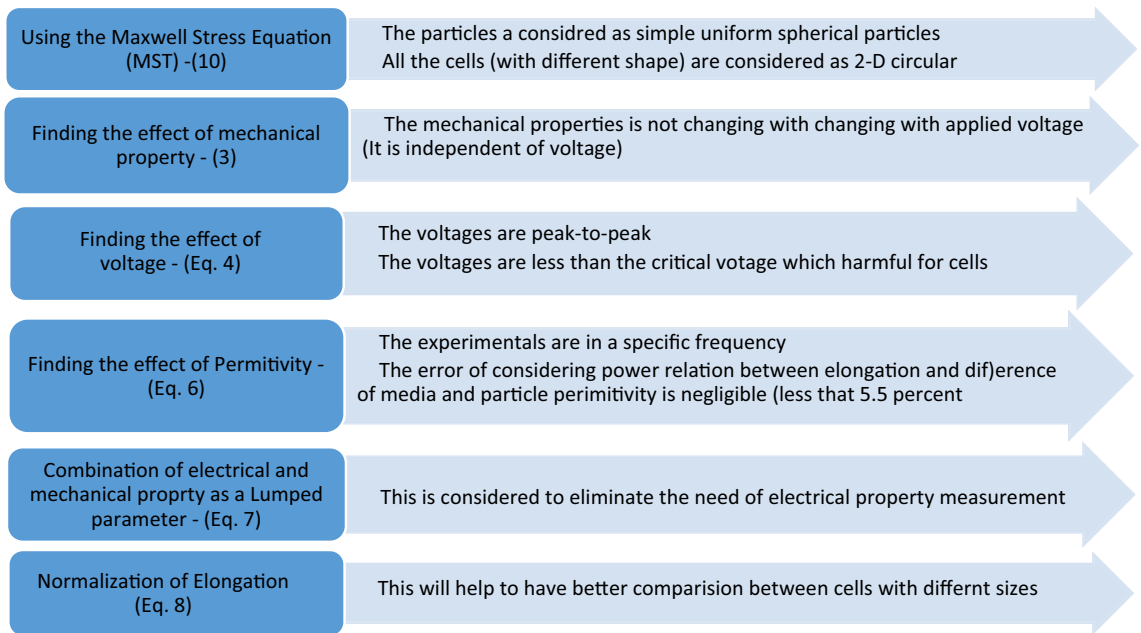 Using the Maxwell Stress Equation
(MST) -(10)
The particles a considred as simple uniform spherical particles
All the cells (with different shape) are considered as 2-D circular
Finding the effect of mechanical
property - (3)
The mechanical properties is not changing with changing with applied voltage
(It is independent of voltage)
Finding the effect of
voltage - (Eq. 4)
The voltages are peak-to-peak
The voltages are less than the critical votage which harmful for cells
Finding the effect of Permitivity -
(Eq. 6)
The experimentals are in a specific frequency
The error of considering power relation between elongation and dif)erence
of media and particle perimitivity is negligible (less that 5.5 percent
Combination of electrical and
mechanical proprty as a Lumped
parameter - (Eq. 7)
This is considered to eliminate the need of electrical property measurement
Normalization of Elongation
(Eq. 8)
This will help to have better comparision between cells with differnt sizes